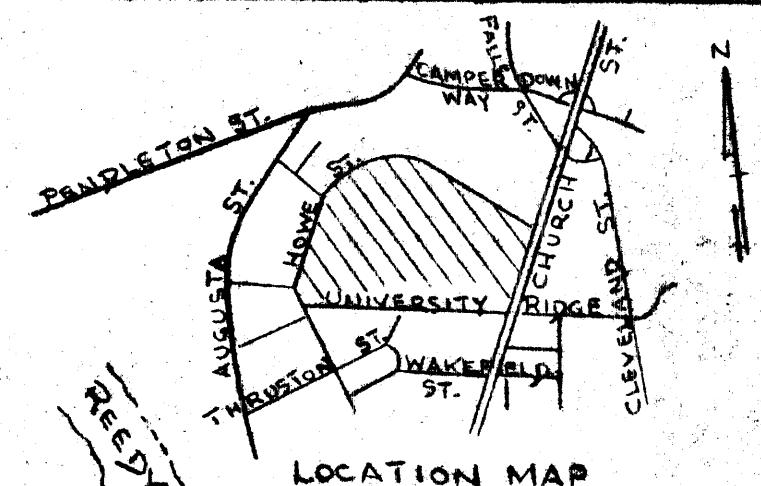 FALLS ST.
CAMPERDOWN WAY
CHURCH ST.
N
PENDLETON ST.
AUGUSTA ST.
HOWE ST.
CLEVELAND ST.
UNIVERSITY RIDGE
THRUSTON ST.
WAKEFIELD ST.
REEDY
LOCATION MAP